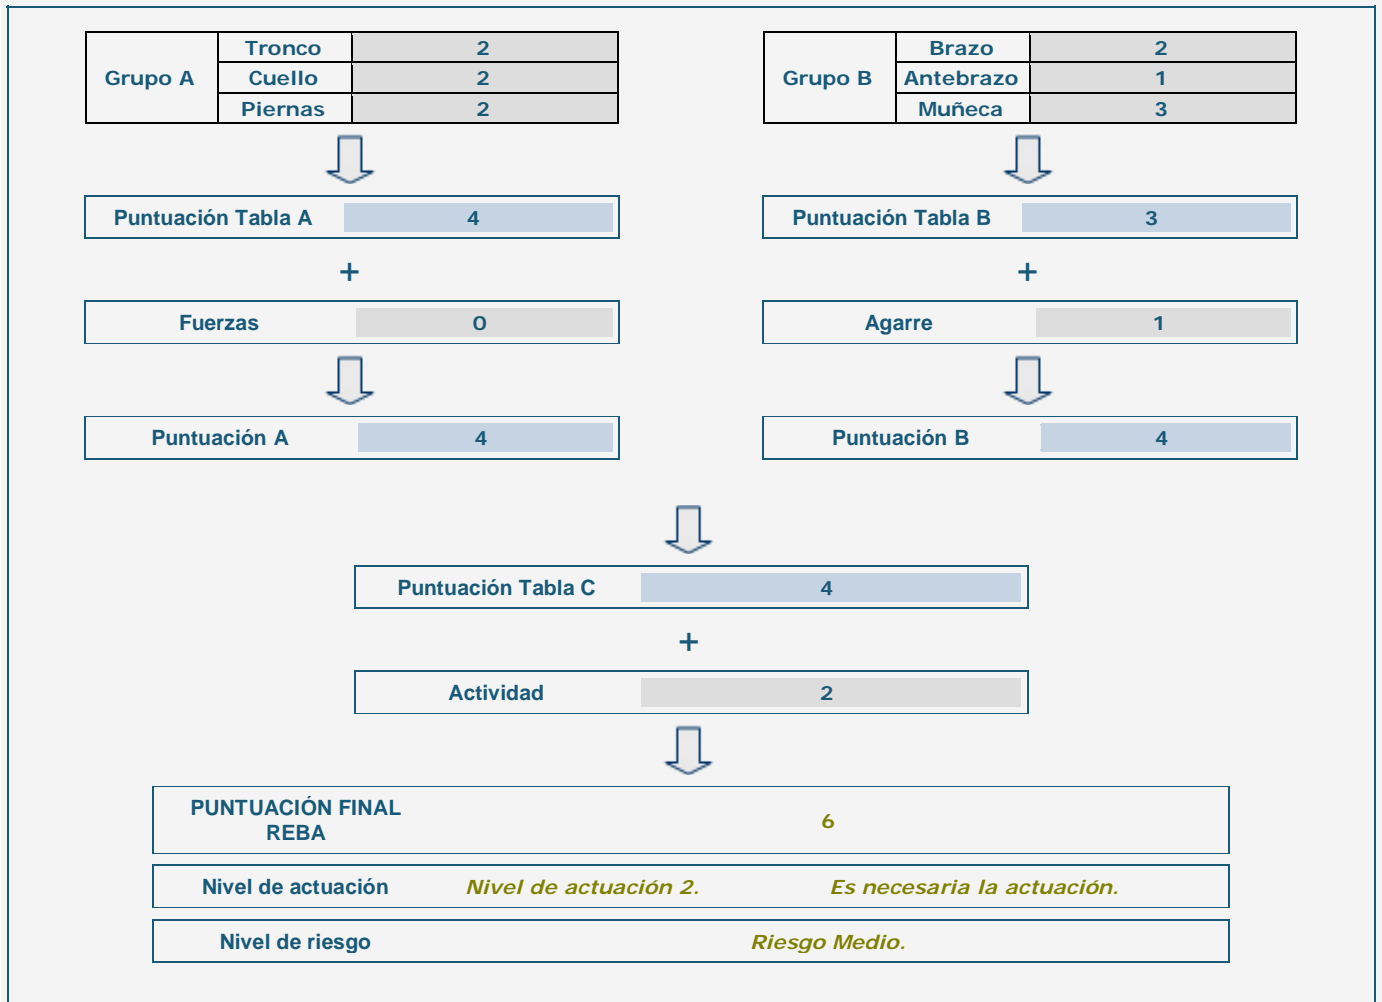 Grupo A
Tronco 2
Cuello 2
Piernas 2
Grupo B
Brazo 2
Antebrazo 1
Muñeca 3
Puntuación Tabla A 4
Puntuación Tabla B 3
+
+
Fuerzas 0
Agarre 1
Puntuación A 4
Puntuación B 4
Puntuación Tabla C 4
+
Actividad 2
PUNTUACIÓN FINAL
REBA
6
Nivel de actuación Nivel de actuación 2. Es necesaria la actuación.
Nivel de riesgo Riesgo Medio.